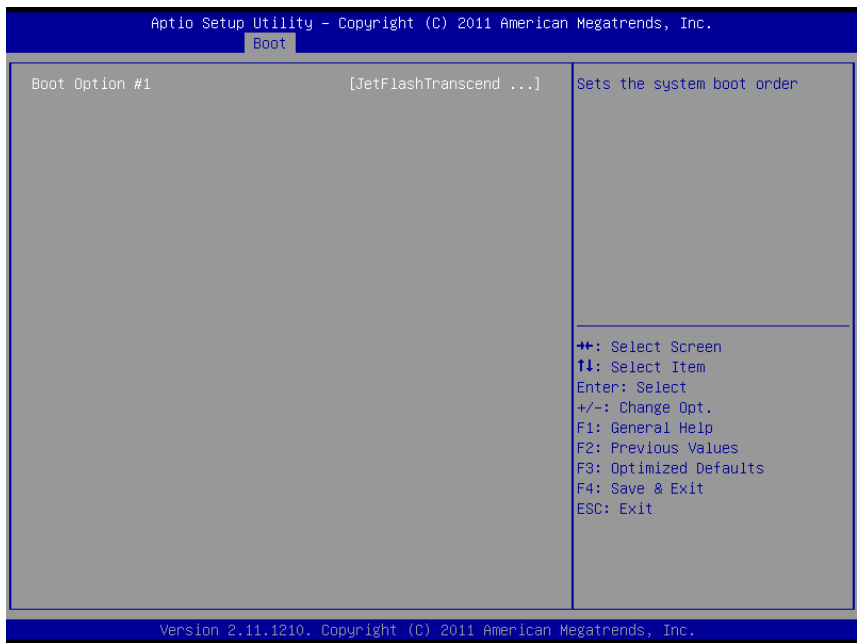 Aptio Setup Utility – Copyright (C) 2011 American Megatrends, Inc.
Boot
Boot Option #1 [JetFlashTranscend ...]
Sets the system boot order
→←: Select Screen
↑↓: Select Item
Enter: Select
+/-: Change Opt.
F1: General Help
F2: Previous Values
F3: Optimized Defaults
F4: Save & Exit
ESC: Exit
Version 2.11.1210. Copyright (C) 2011 American Megatrends, Inc.